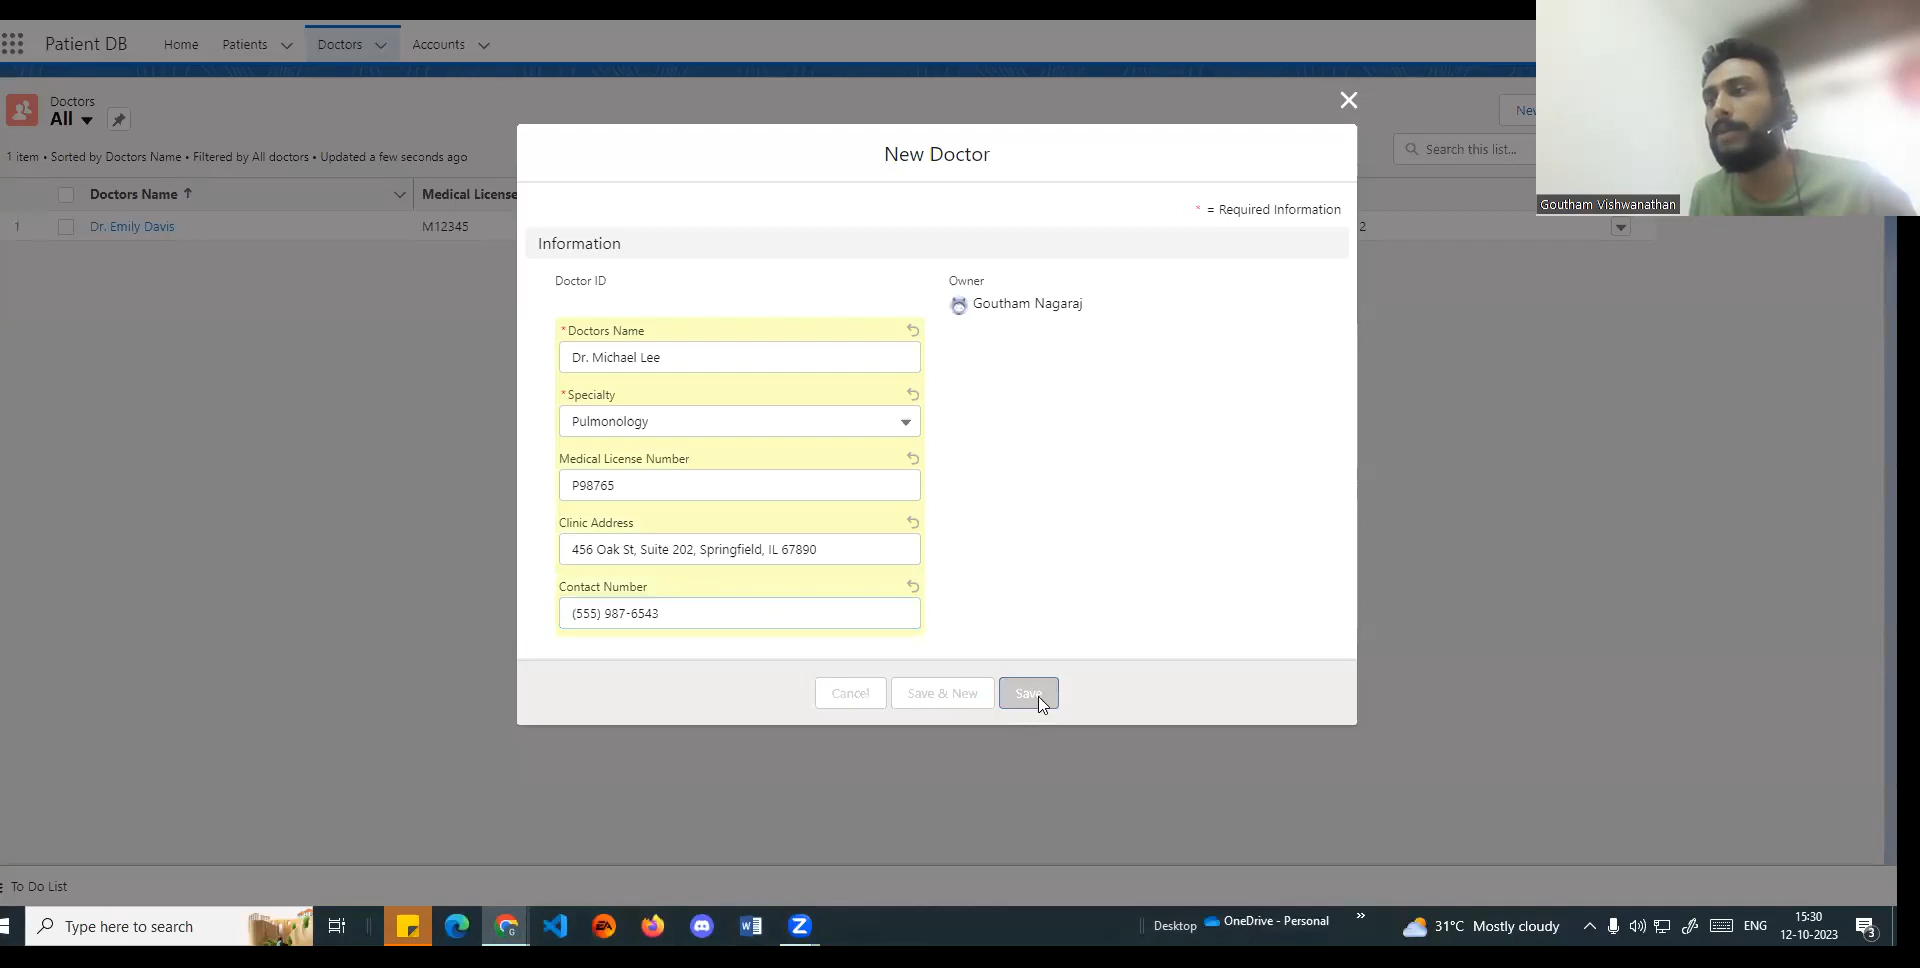 Patient DB
Home
Patients
Doctors
Accounts
Doctors
All
New
1 item • Sorted by Doctors Name • Filtered by All doctors • Updated a few seconds ago
Search this list...
Doctors Name ↑
Medical License
1
Dr. Emily Davis
M12345
2
New Doctor
* = Required Information
Information
Doctor ID
Owner
Goutham Nagaraj
*Doctors Name
Dr. Michael Lee
*Specialty
Pulmonology
Medical License Number
P98765
Clinic Address
456 Oak St, Suite 202, Springfield, IL 67890
Contact Number
(555) 987-6543
Cancel
Save & New
Save
Goutham Vishwanathan
To Do List
Type here to search
Desktop
OneDrive - Personal
31°C Mostly cloudy
ENG
15:30
12-10-2023
3